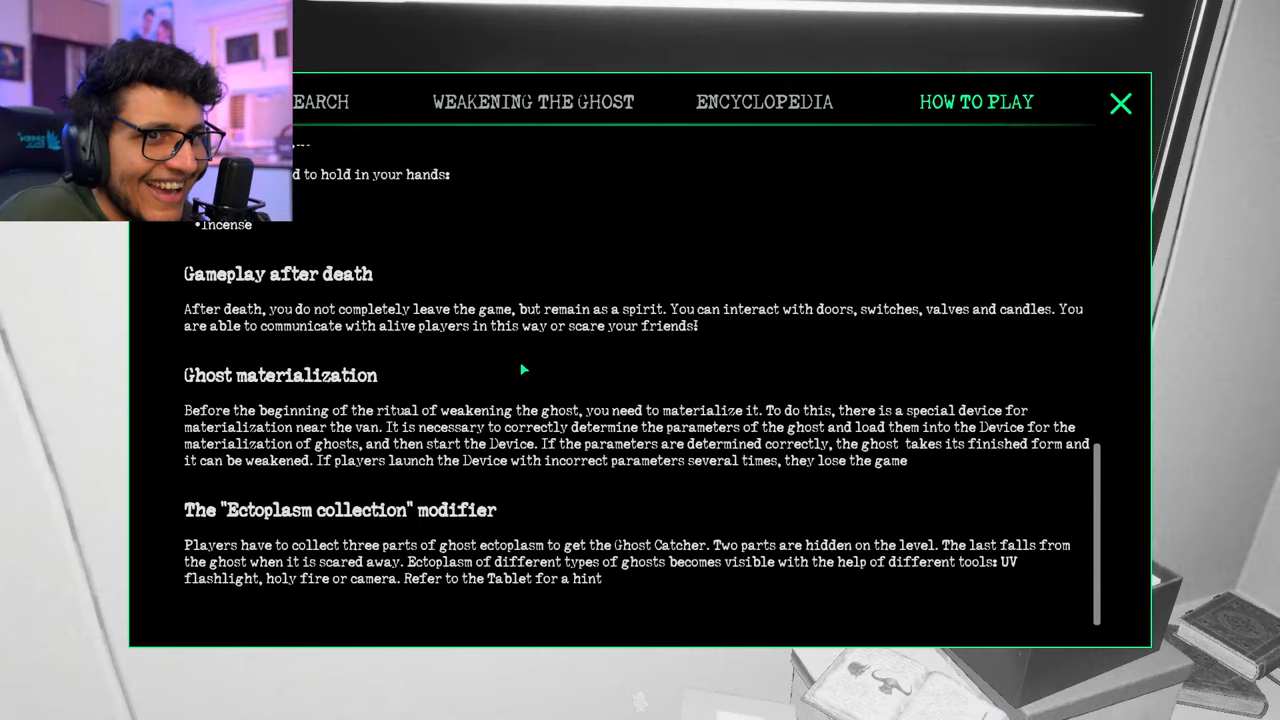 EARCH WEAKENING THE GHOST ENCYCLOPEDIA HOW TO PLAY
d to hold in your hands:
•Incense
Gameplay after death
After death, you do not completely leave the game, but remain as a spirit. You can interact with doors, switches, valves and candles. You
are able to communicate with alive players in this way or scare your friends!
Ghost materialization
Before the beginning of the ritual of weakening the ghost, you need to materialize it. To do this, there is a special device for
materialization near the van. It is necessary to correctly determine the parameters of the ghost and load them into the Device for the
materialization of ghosts, and then start the Device. If the parameters are determined correctly, the ghost takes its finished form and
it can be weakened. If players launch the Device with incorrect parameters several times, they lose the game
The "Ectoplasm collection" modifier
Players have to collect three parts of ghost ectoplasm to get the Ghost Catcher. Two parts are hidden on the level. The last falls from
the ghost when it is scared away. Ectoplasm of different types of ghosts becomes visible with the help of different tools: UV
flashlight, holy fire or camera. Refer to the Tablet for a hint